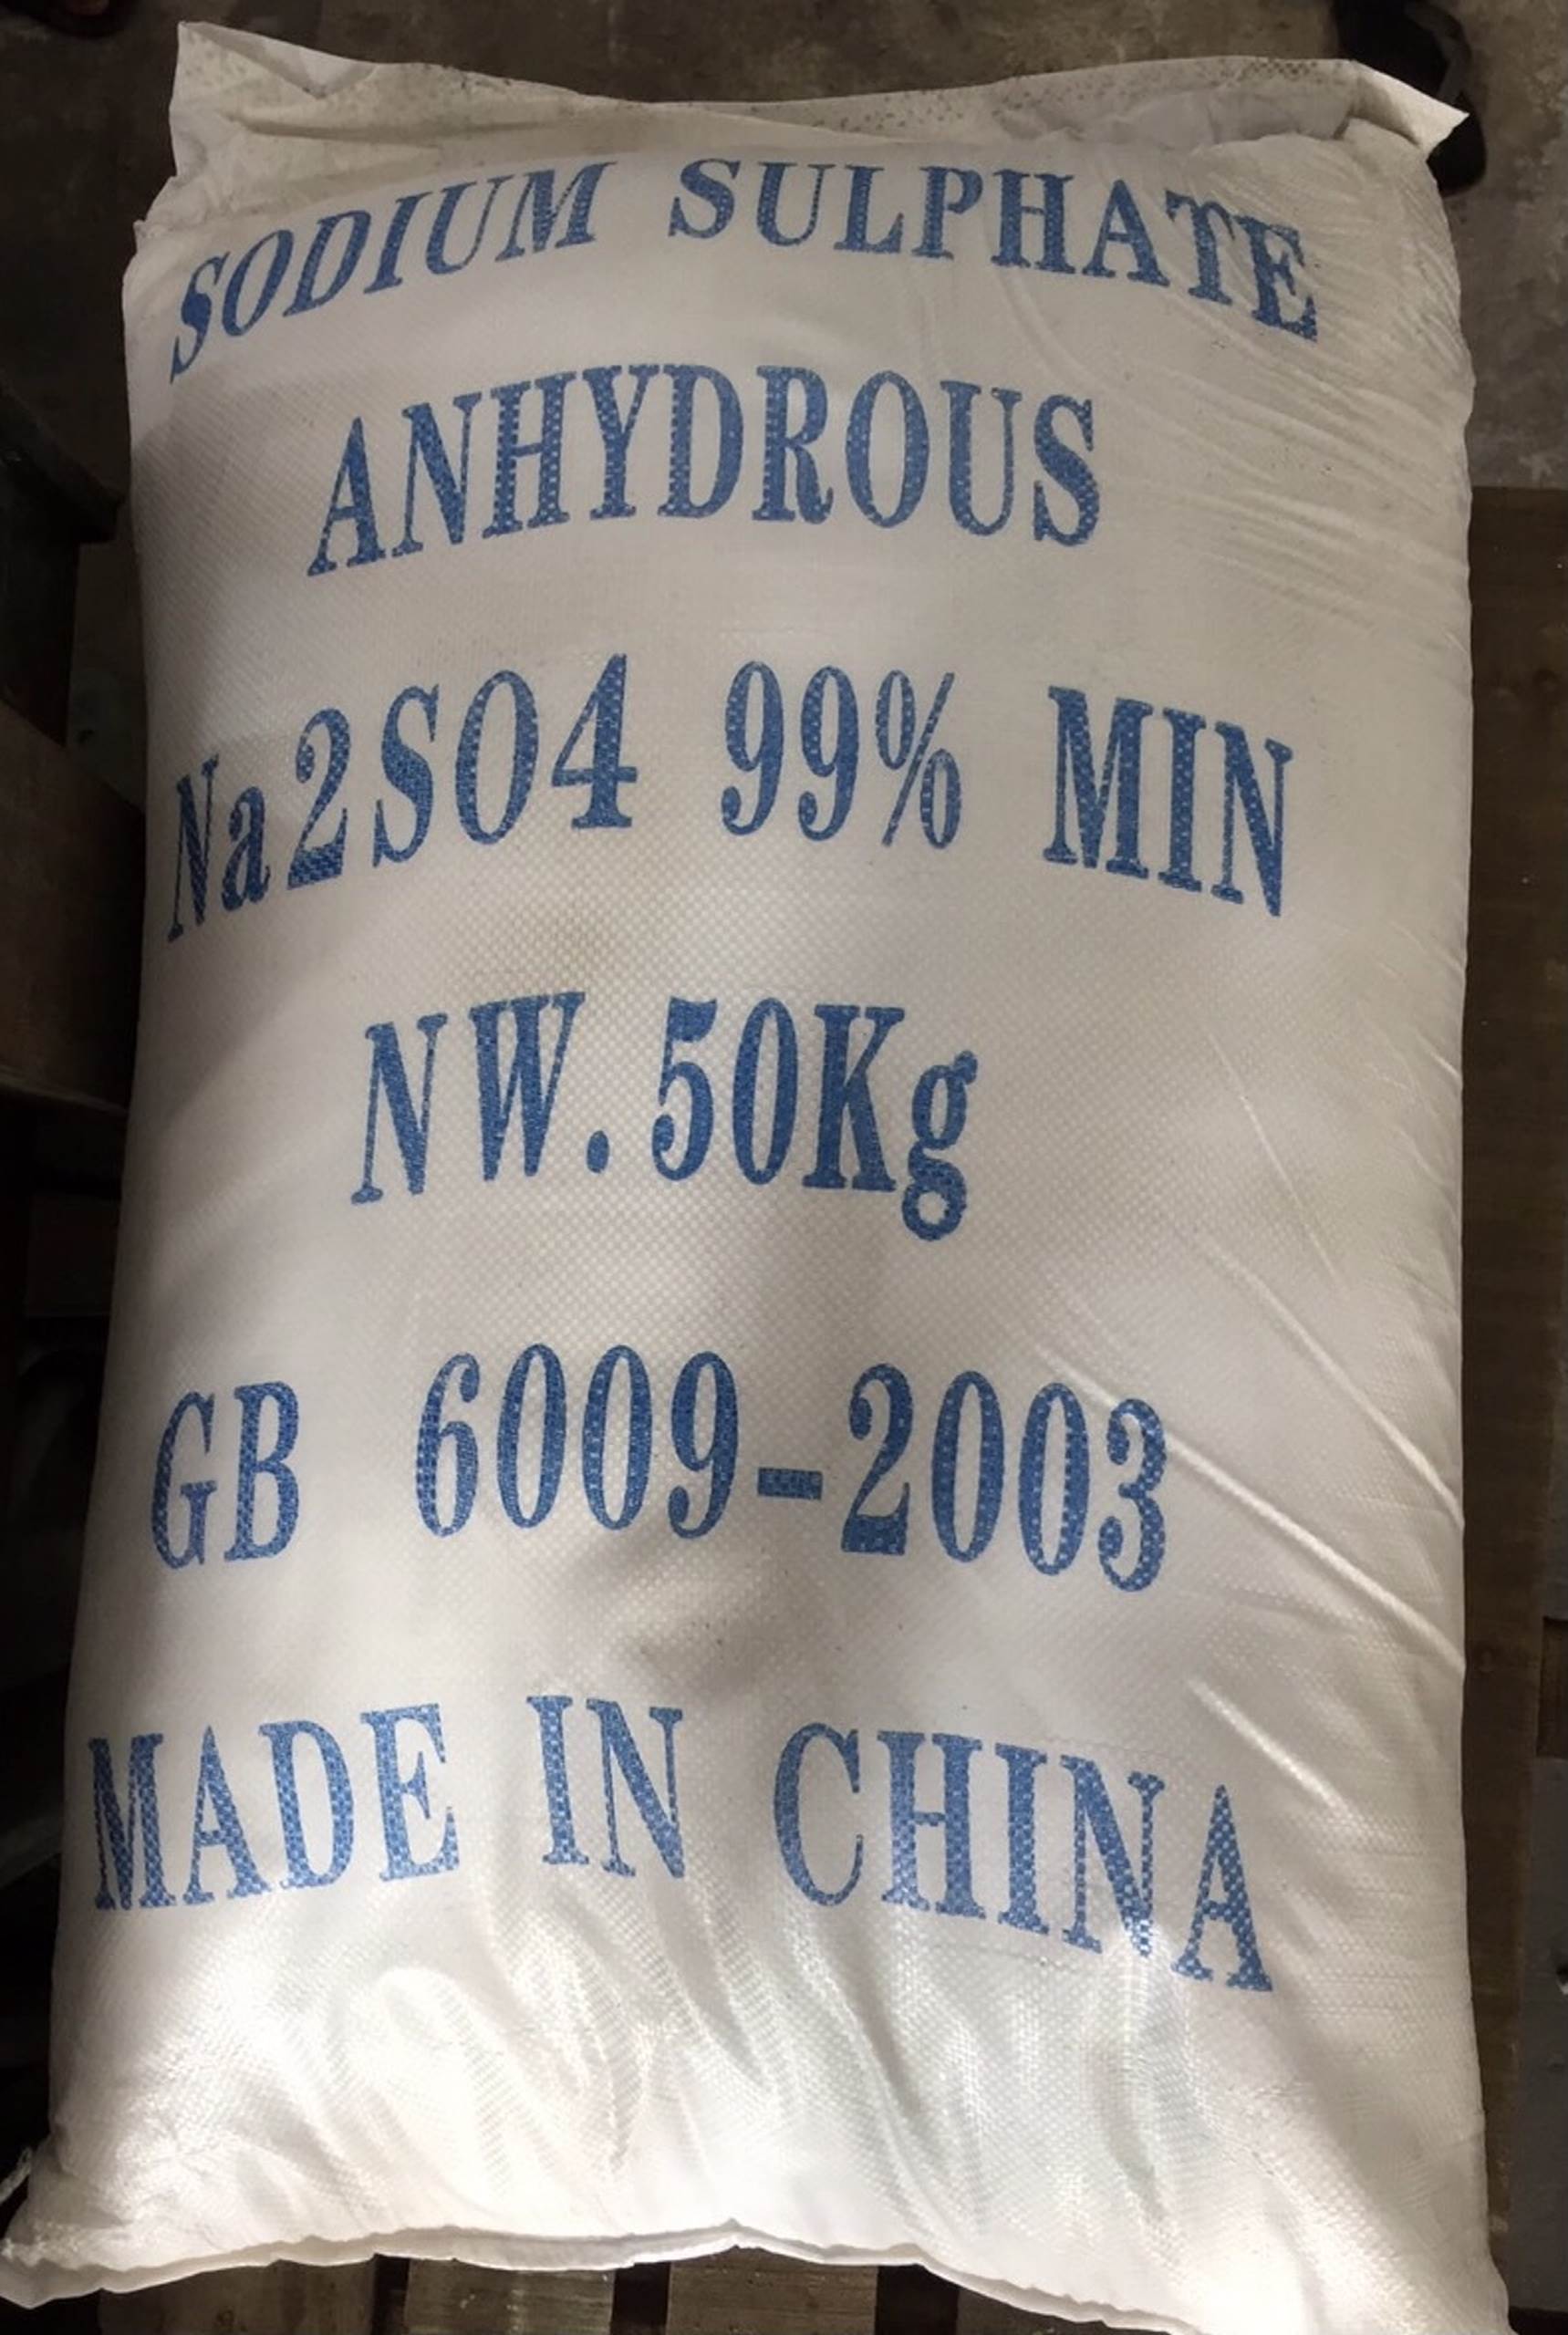 SODIUM SULPHATE
ANHYDROUS
Na2SO4 99% MIN
NW.50Kg
GB 6009-2003
MADE IN CHINA